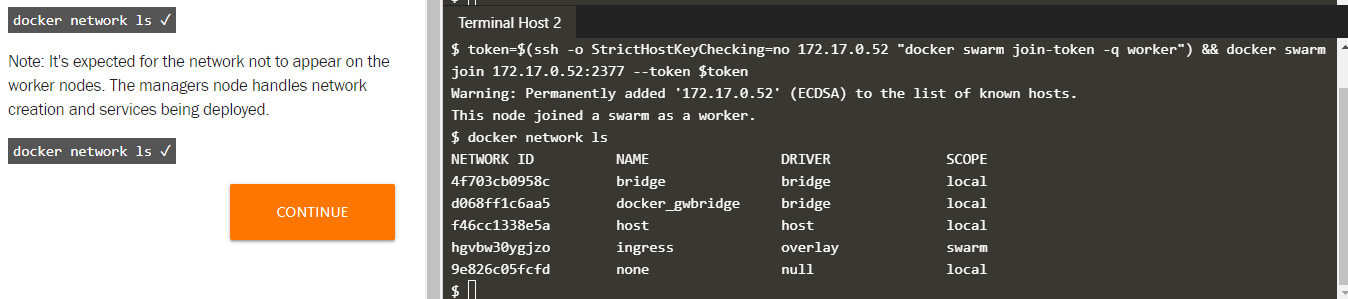 docker network ls ✓
Note: It's expected for the network not to appear on the
worker nodes. The managers node handles network
creation and services being deployed.
docker network ls ✓
CONTINUE
$
Terminal Host 2
$ token=$(ssh -o StrictHostKeyChecking=no 172.17.0.52 "docker swarm join-token -q worker") && docker swarm
join 172.17.0.52:2377 --token $token
Warning: Permanently added '172.17.0.52' (ECDSA) to the list of known hosts.
This node joined a swarm as a worker.
$ docker network ls
NETWORK ID NAME DRIVER SCOPE
4f703cb0958c bridge bridge local
d068ff1c6aa5 docker_gwbridge bridge local
f46cc1338e5a host host local
hgvbw30ygjzo ingress overlay swarm
9e826c05fcfd none null local
$